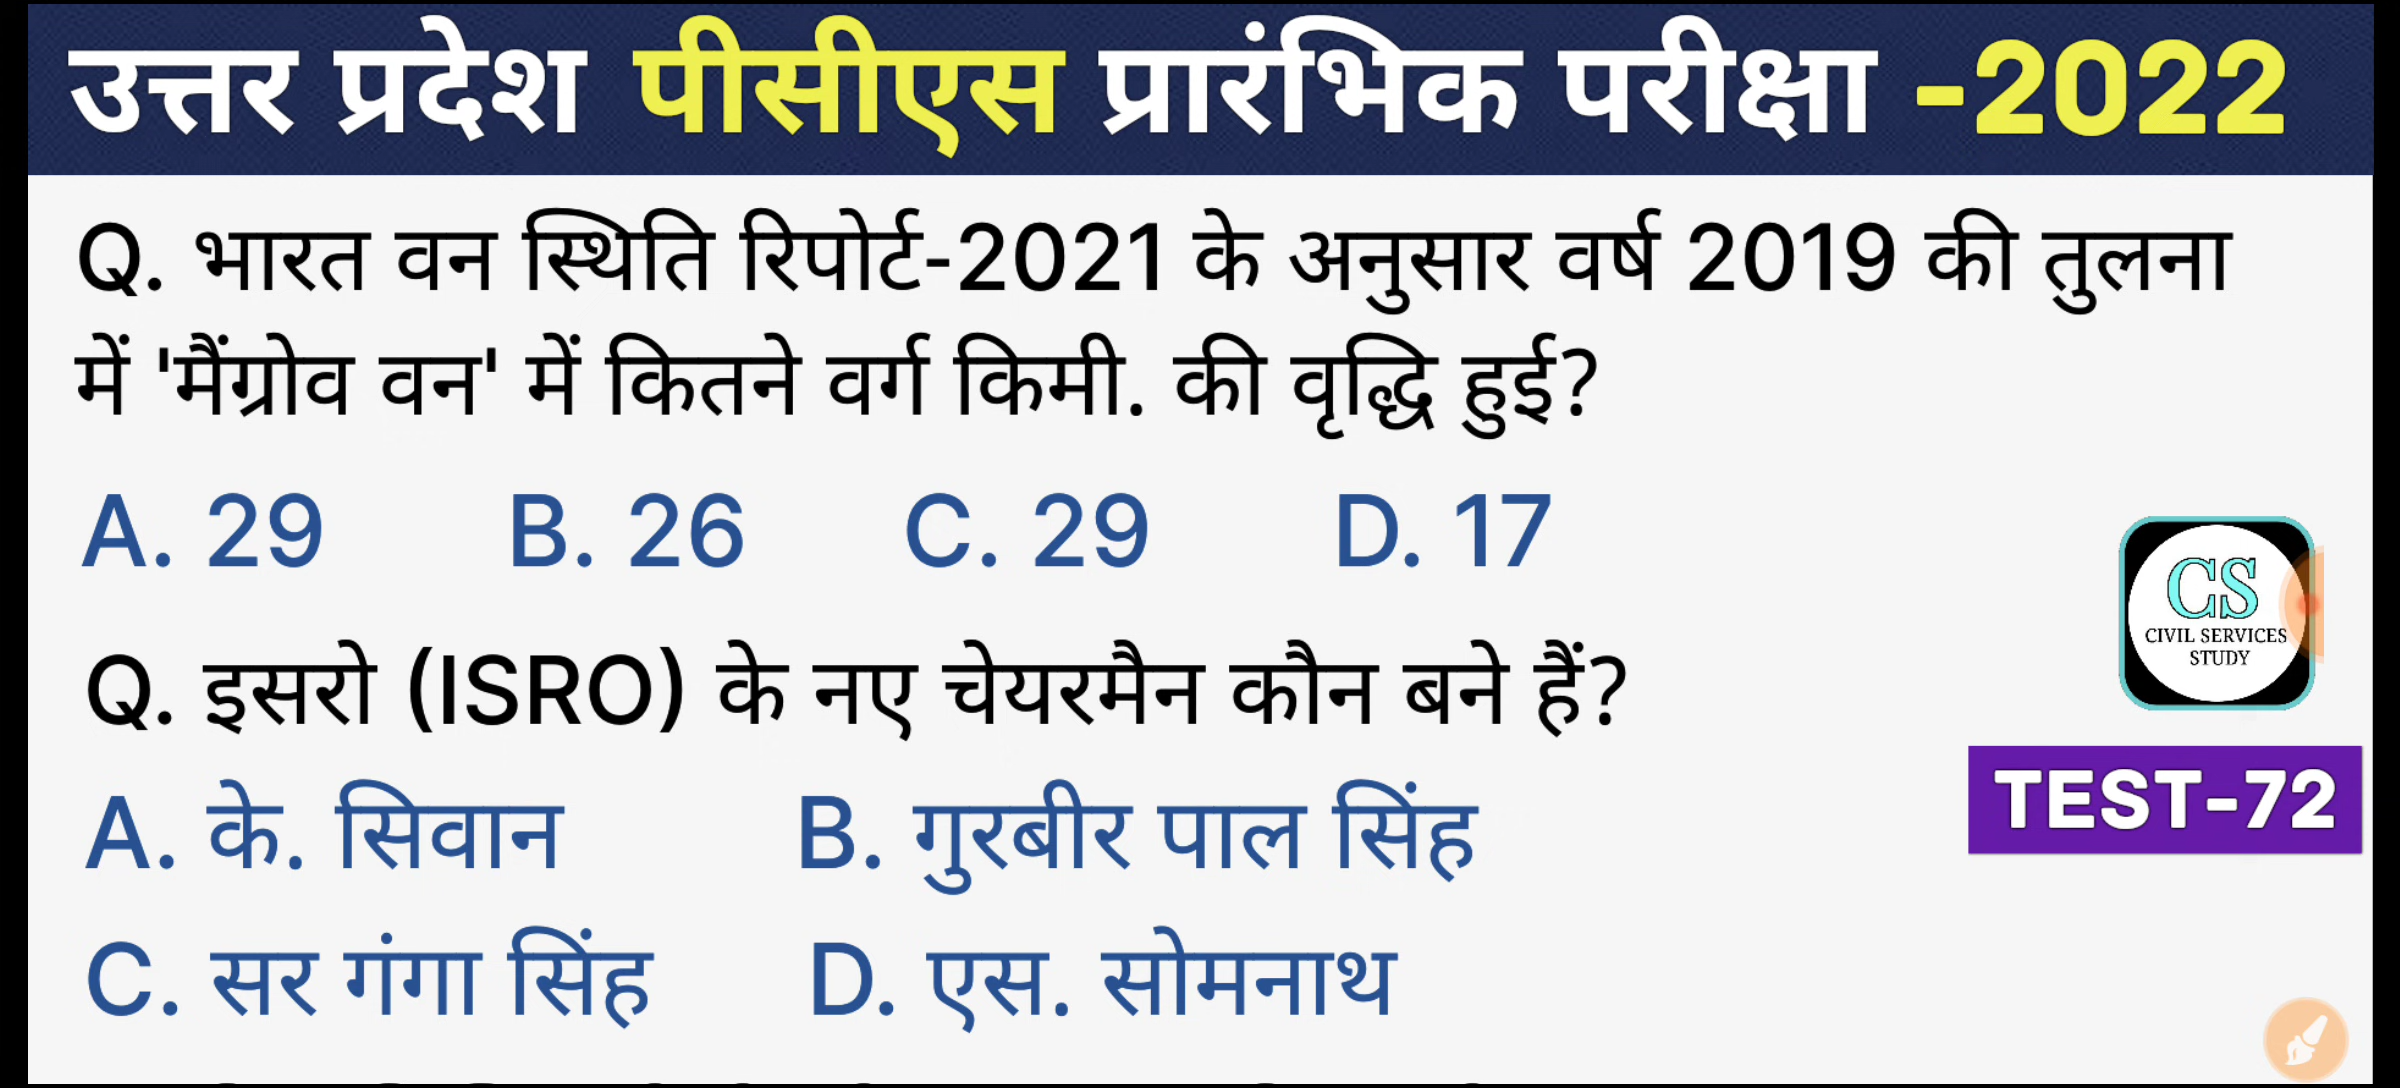 उत्तर प्रदेश पीसीएस प्रारंभिक परीक्षा -2022
Q. भारत वन स्थिति रिपोर्ट-2021 के अनुसार वर्ष 2019 की तुलना
में 'मैंग्रोव वन' में कितने वर्ग किमी. की वृद्धि हुई?
A. 29 B. 26 C. 29 D. 17
CS
CIVIL SERVICES
STUDY
Q. इसरो (ISRO) के नए चेयरमैन कौन बने हैं?
TEST-72
A. के. सिवान B. गुरबीर पाल सिंह
C. सर गंगा सिंह D. एस. सोमनाथ